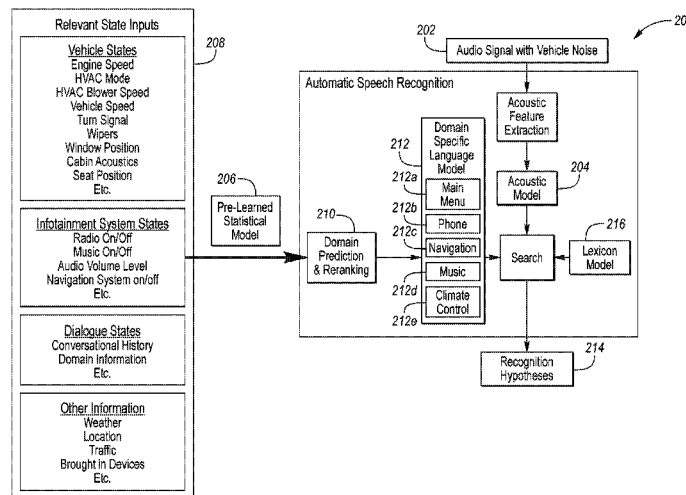 Relevant State Inputs
208
Vehicle States
Engine Speed
HVAC Mode
HVAC Blower Speed
Vehicle Speed
Turn Signal
Wipers
Window Position
Cabin Acoustics
Seat Position
Etc.
Infotainment System States
Radio On/Off
Music On/Off
Audio Volume Level
Navigation System on/off
Etc.
Dialogue States
Conversational History
Domain Information
Etc.
Other Information
Weather
Location
Traffic
Brought in Devices
Etc.
206
Pre-Learned
Statistical
Model
20
202
Audio Signal with Vehicle Noise
Automatic Speech Recognition
210
Domain
Prediction
& Reranking
212
Domain
Specific
Language
Model
212a
Main
Menu
212b
Phone
212c
Navigation
212d
Music
212e
Climate
Control
Acoustic
Feature
Extraction
204
Acoustic
Model
Search
216
Lexicon
Model
214
Recognition
Hypotheses